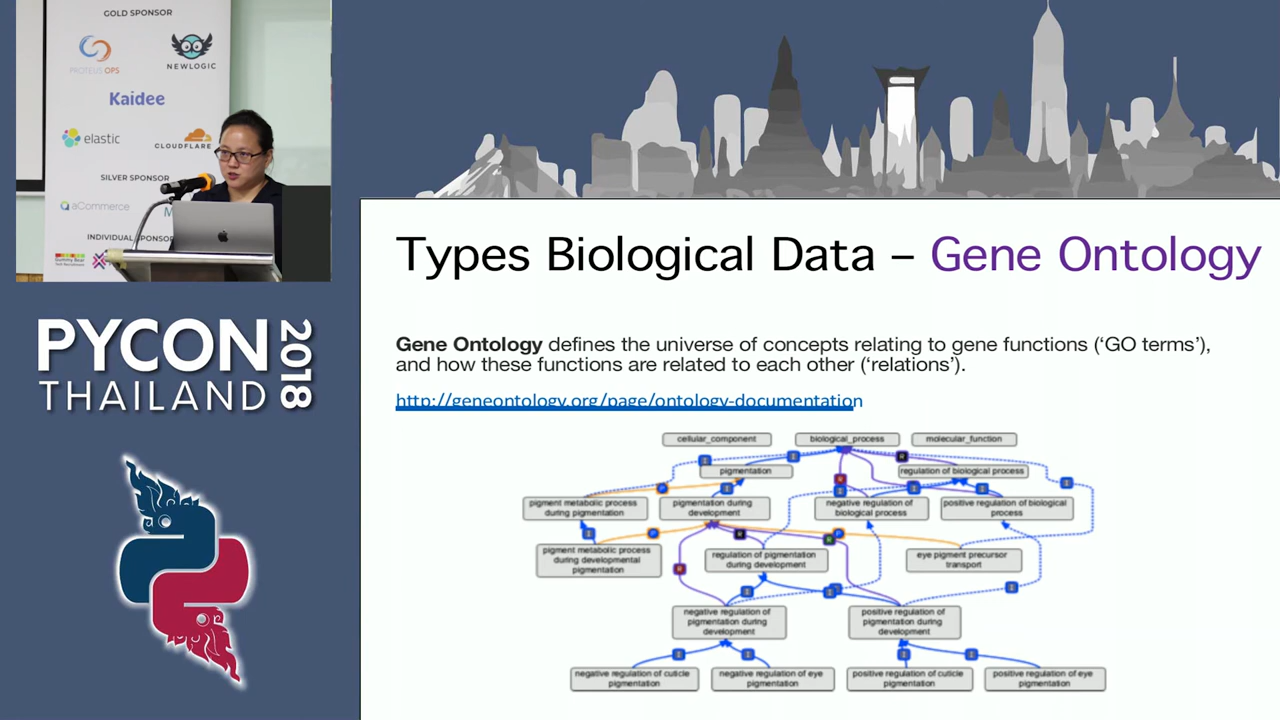 GOLD SPONSOR
PROTEUS OPS
NEWLOGIC
Kaidee
elastic
CLOUDFLARE
SILVER SPONSOR
aCommerce
INDIVIDUAL SPONSOR
PYCON
THAILAND
2018
Types Biological Data – Gene Ontology
Gene Ontology defines the universe of concepts relating to gene functions (‘GO terms’),
and how these functions are related to each other (‘relations’).
http://geneontology.org/page/ontology-documentation
cellular_component
biological_process
molecular_function
pigmentation
regulation of biological process
pigment metabolic process
during pigmentation
pigmentation during
development
negative regulation of
biological process
positive regulation of biological
process
pigment metabolic process
during developmental
pigmentation
regulation of pigmentation
during development
eye pigment precursor
transport
negative regulation of
pigmentation during
development
positive regulation of
pigmentation during
development
negative regulation of cuticle
pigmentation
negative regulation of eye
pigmentation
positive regulation of cuticle
pigmentation
positive regulation of eye
pigmentation